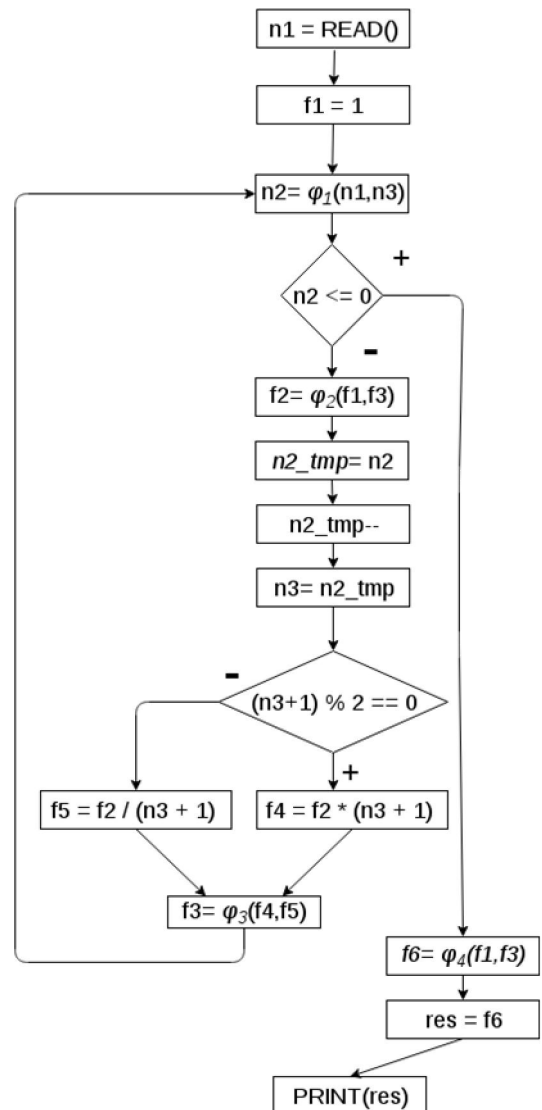 n1 = READ()
f1 = 1
n2= φ1(n1,n3)
+
n2 <= 0
-
f2= φ2(f1,f3)
n2_tmp= n2
n2_tmp--
n3= n2_tmp
-
(n3+1) % 2 == 0
+
f5 = f2 / (n3 + 1)
f4 = f2 * (n3 + 1)
f3= φ3(f4,f5)
f6= φ4(f1,f3)
res = f6
PRINT(res)